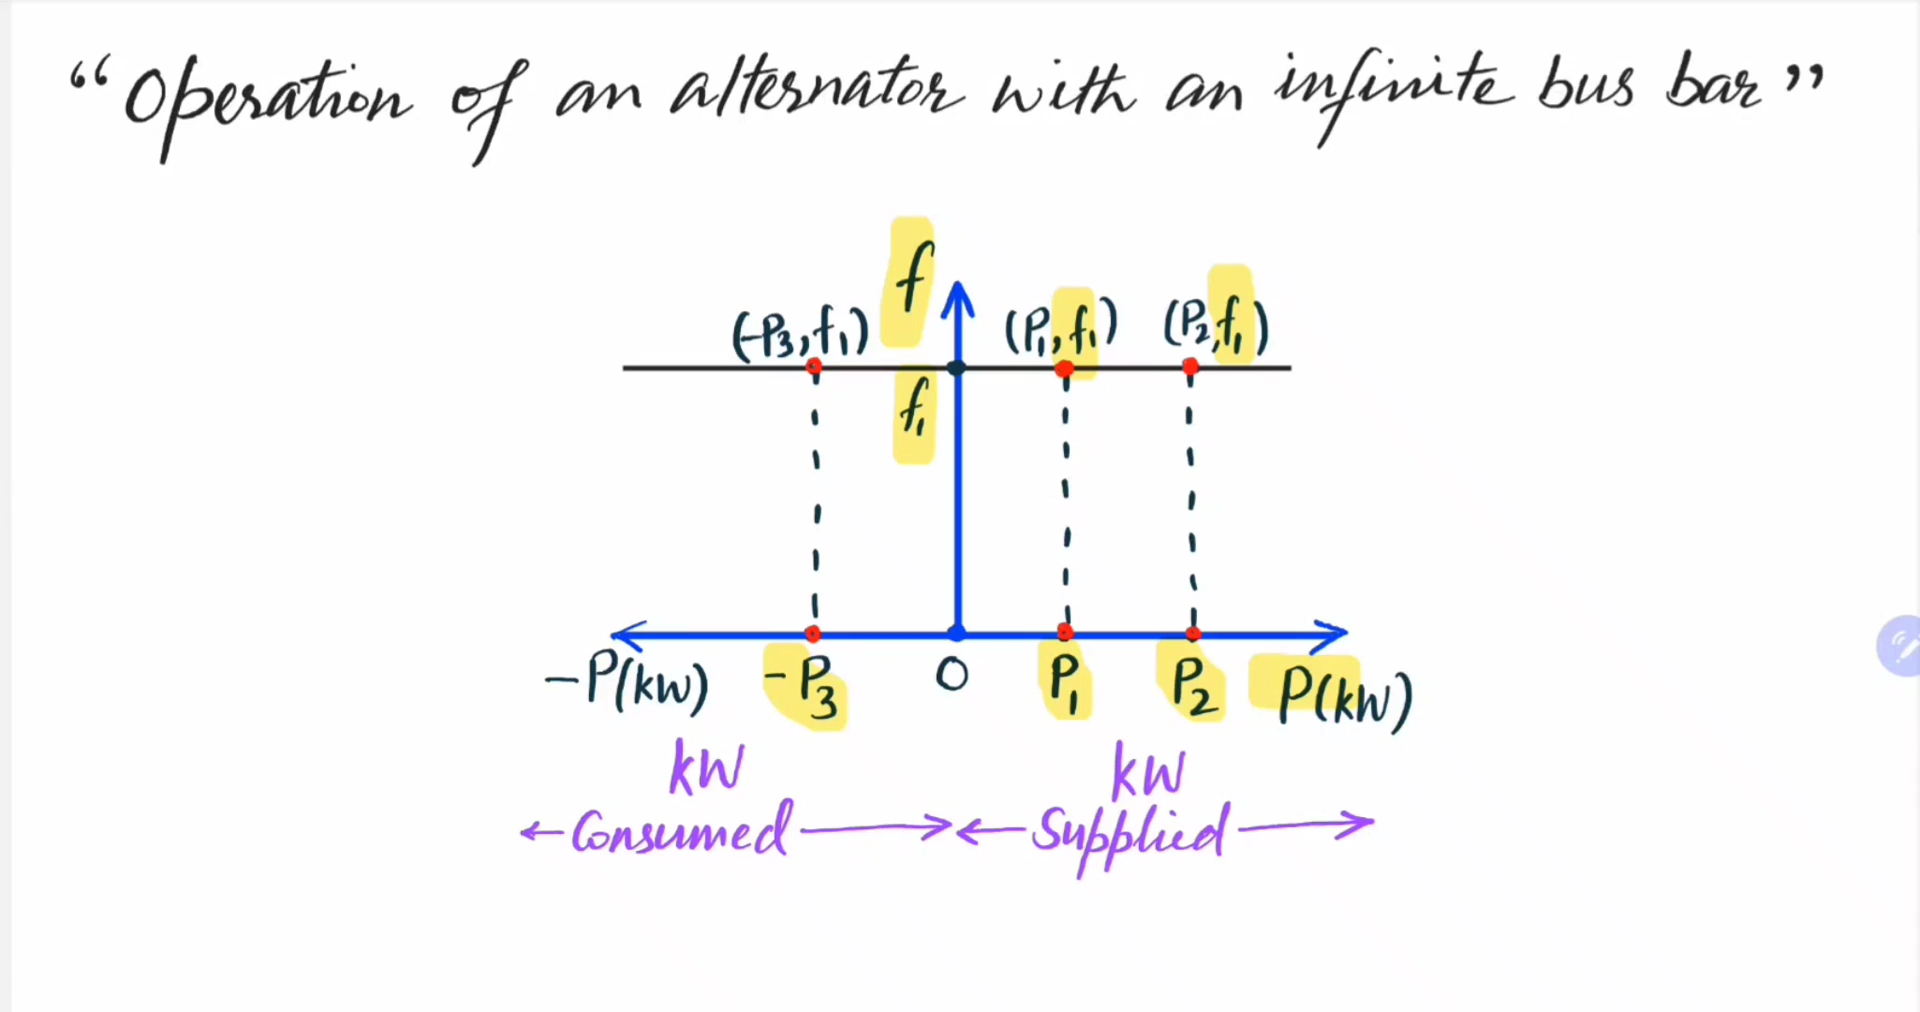 “Operation of an alternator with an infinite bus bar”
f
(-P3, f1) (P1, f1) (P2, f1)
f1
-P(kW) -P3 0 P1 P2 P(kW)
kW kW
Consumed Supplied